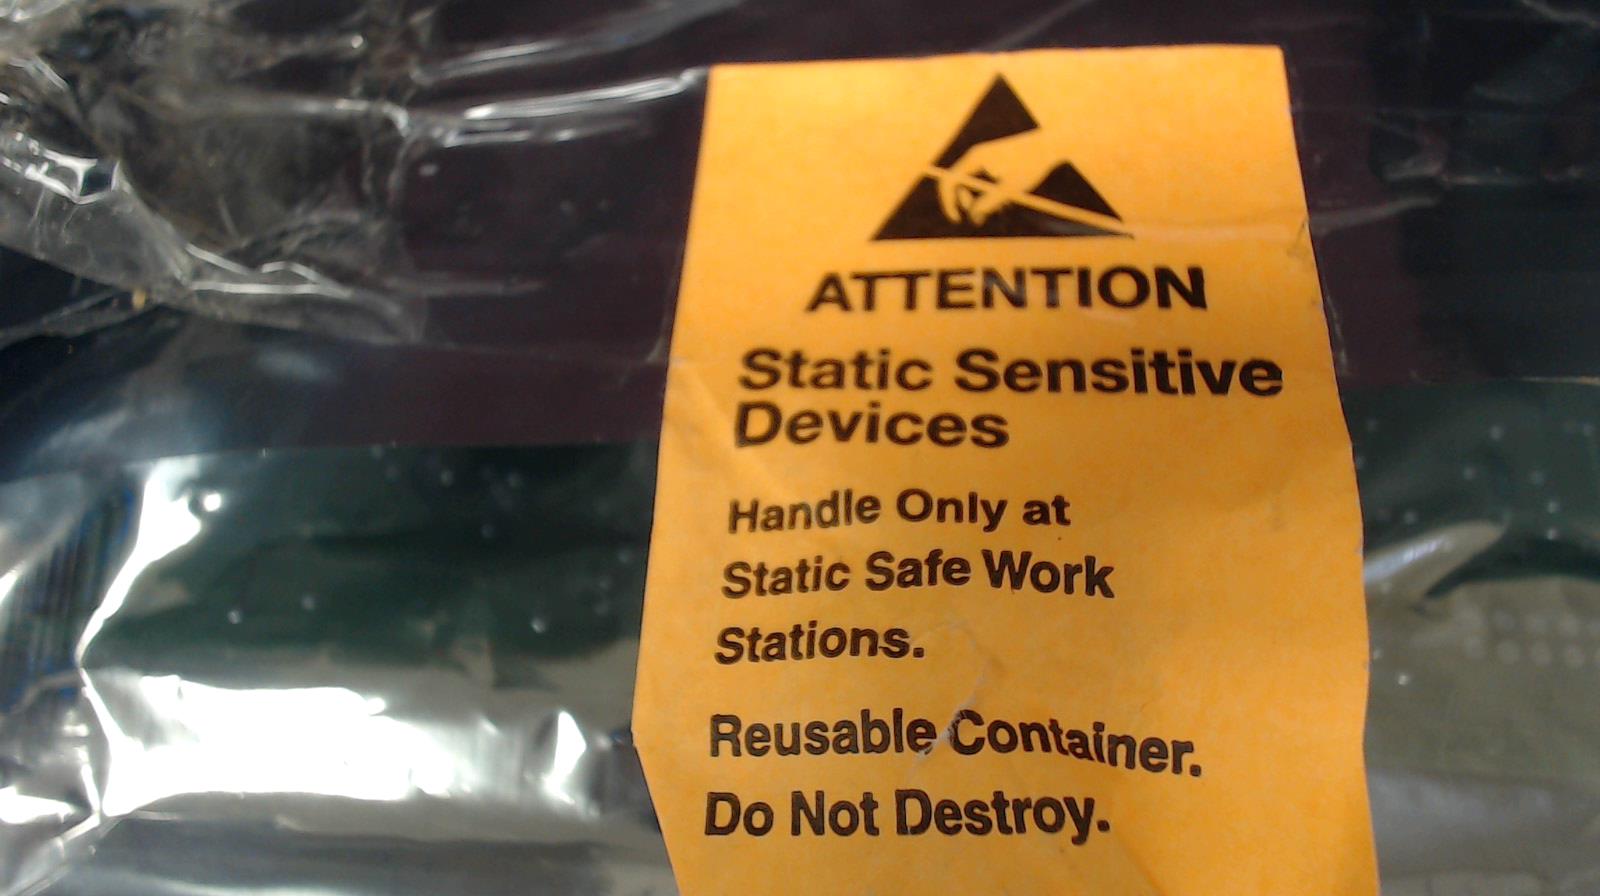 ATTENTION
Static Sensitive
Devices
Handle Only at
Static Safe Work
Stations.
Reusable Container.
Do Not Destroy.